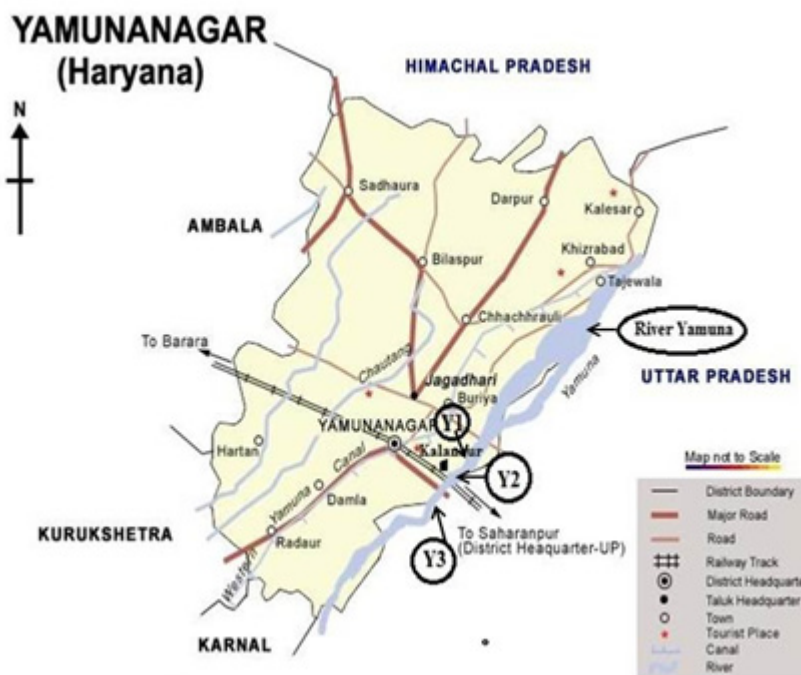 YAMUNANAGAR
(Haryana)
HIMACHAL PRADESH
N
Sadhaura
Darpur
Kalesar
AMBALA
Bilaspur
Khizrabad
Tajewala
Chhachhrauli
River Yamuna
To Barara
Chautang
Jagadhari
Yamuna
UTTAR PRADESH
Buriya
YAMUNANAGAR
Y1
Hartan
Kalanour
Map not to Scale
Canal
Y2
Yamuna
Damla
District Boundary
KURUKSHETRA
Major Road
To Saharanpur
(District Heaquarter-UP)
Road
Radaur
Y3
Railway Track
Western
District Headquarte
Taluk Headquarter
Town
KARNAL
Tourist Place
Canal
River